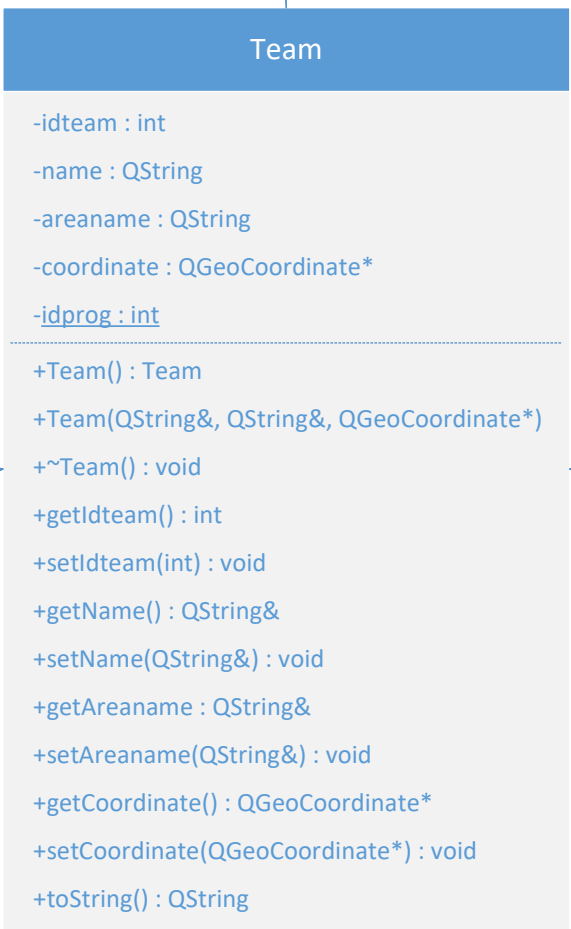 Team
-idteam : int
-name : QString
-areaname : QString
-coordinate : QGeoCoordinate*
-idprog : int
+Team() : Team
+Team(QString&, QString&, QGeoCoordinate*)
+~Team() : void
+getIdteam() : int
+setIdteam(int) : void
+getName() : QString&
+setName(QString&) : void
+getAreaname : QString&
+setAreaname(QString&) : void
+getCoordinate() : QGeoCoordinate*
+setCoordinate(QGeoCoordinate*) : void
+toString() : QString